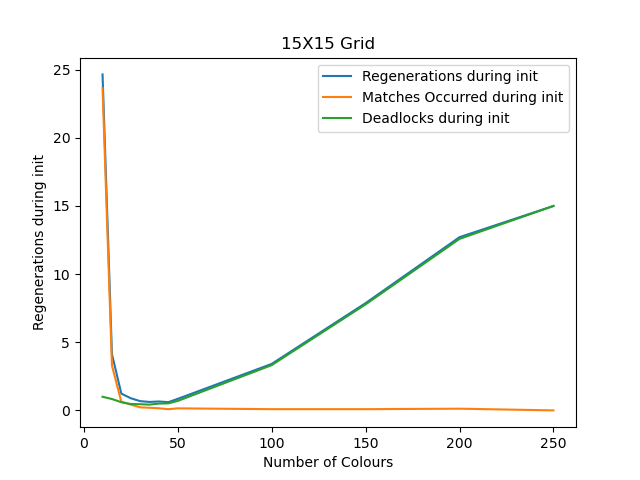 15X15 Grid
Regenerations during init
Matches Occurred during init
Deadlocks during init
Regenerations during init
25
20
15
10
5
0
0 50 100 150 200 250
Number of Colours